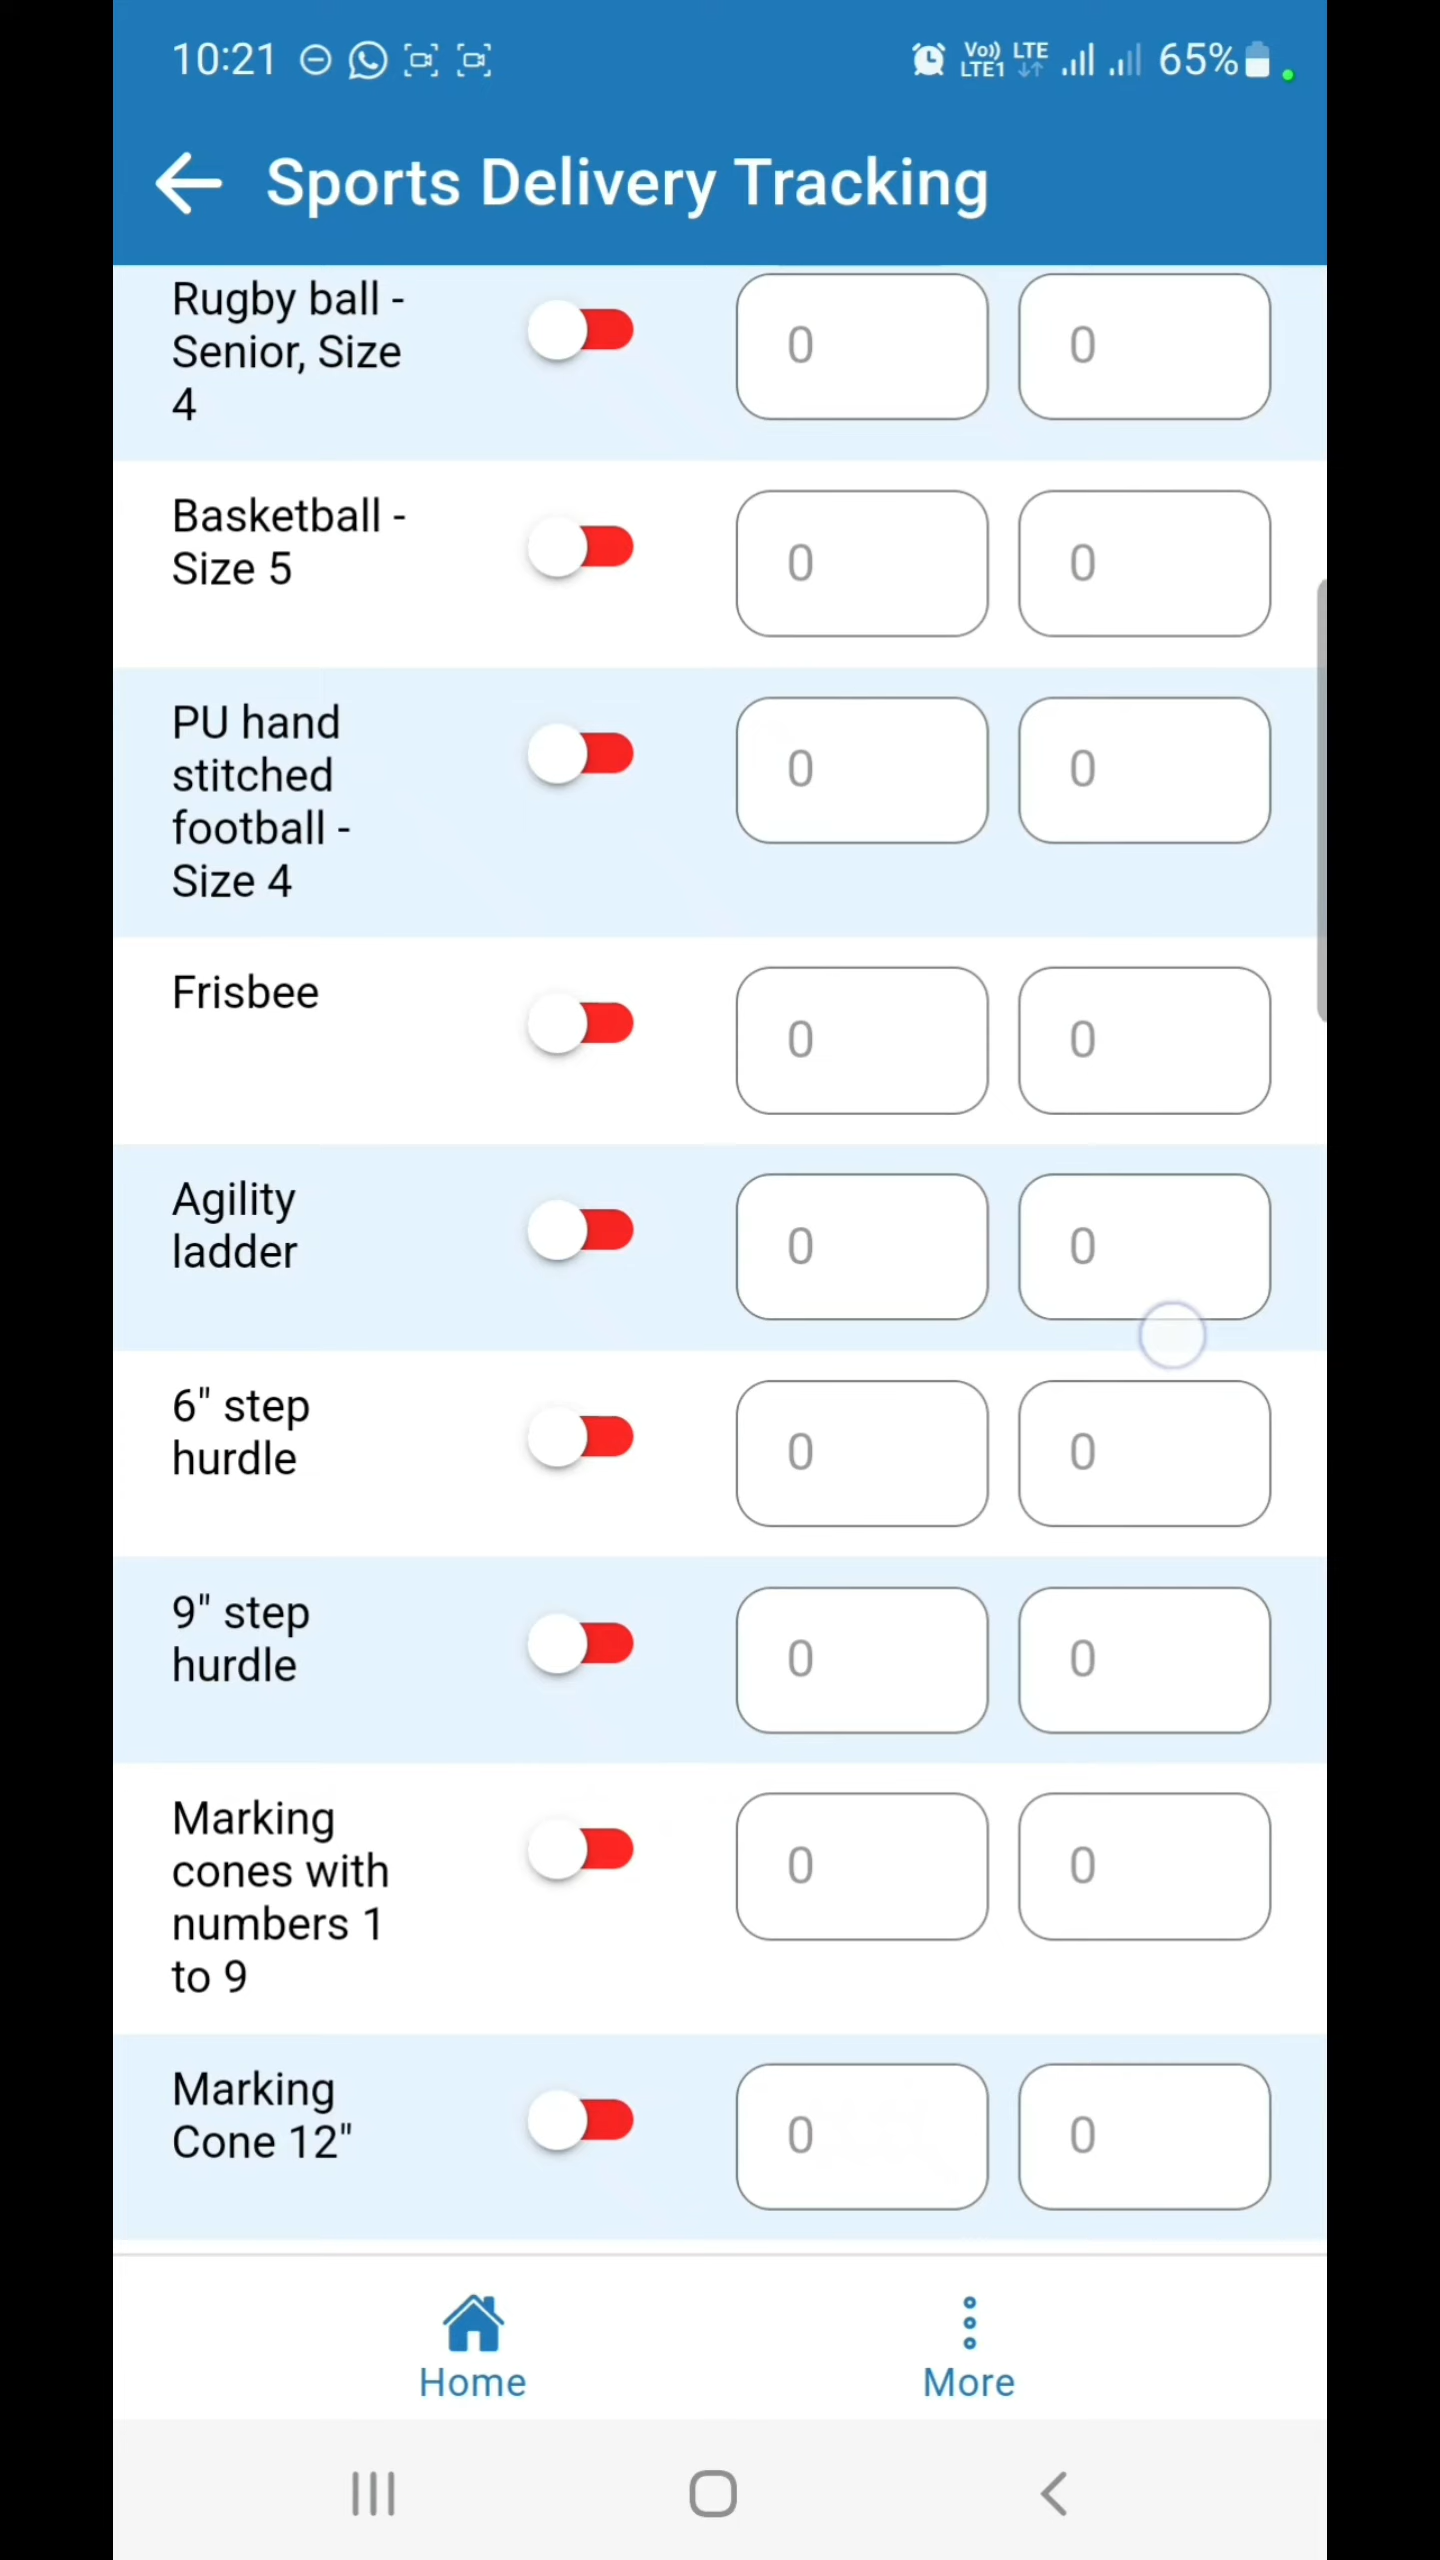 10:21 Vo)) LTE 65%
LTE1
Sports Delivery Tracking
Rugby ball -
Senior, Size
4
0 0
Basketball -
Size 5
0 0
PU hand
stitched
football -
Size 4
0 0
Frisbee
0 0
Agility
ladder
0 0
6" step
hurdle
0 0
9" step
hurdle
0 0
Marking
cones with
numbers 1
to 9
0 0
Marking
Cone 12"
0 0
Home More